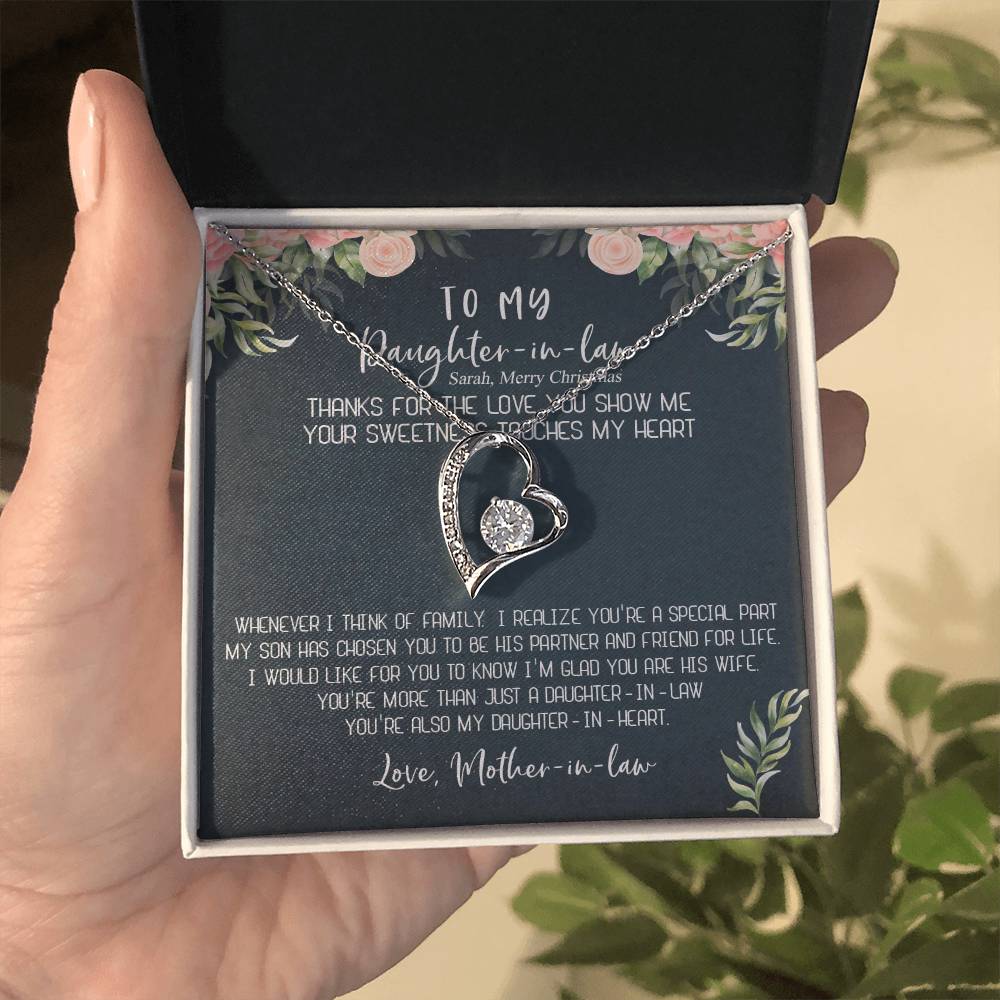 TO MY
Daughter-in-law
Sarah, Merry Christmas
THANKS FOR THE LOVE YOU SHOW ME
YOUR SWEETNESS TOUCHES MY HEART
WHENEVER I THINK OF FAMILY. I REALIZE YOU'RE A SPECIAL PART
MY SON HAS CHOSEN YOU TO BE HIS PARTNER AND FRIEND FOR LIFE.
I WOULD LIKE FOR YOU TO KNOW I'M GLAD YOU ARE HIS WIFE.
YOU'RE MORE THAN JUST A DAUGHTER-IN-LAW
YOU'RE ALSO MY DAUGHTER-IN-HEART.
Love, Mother-in-law